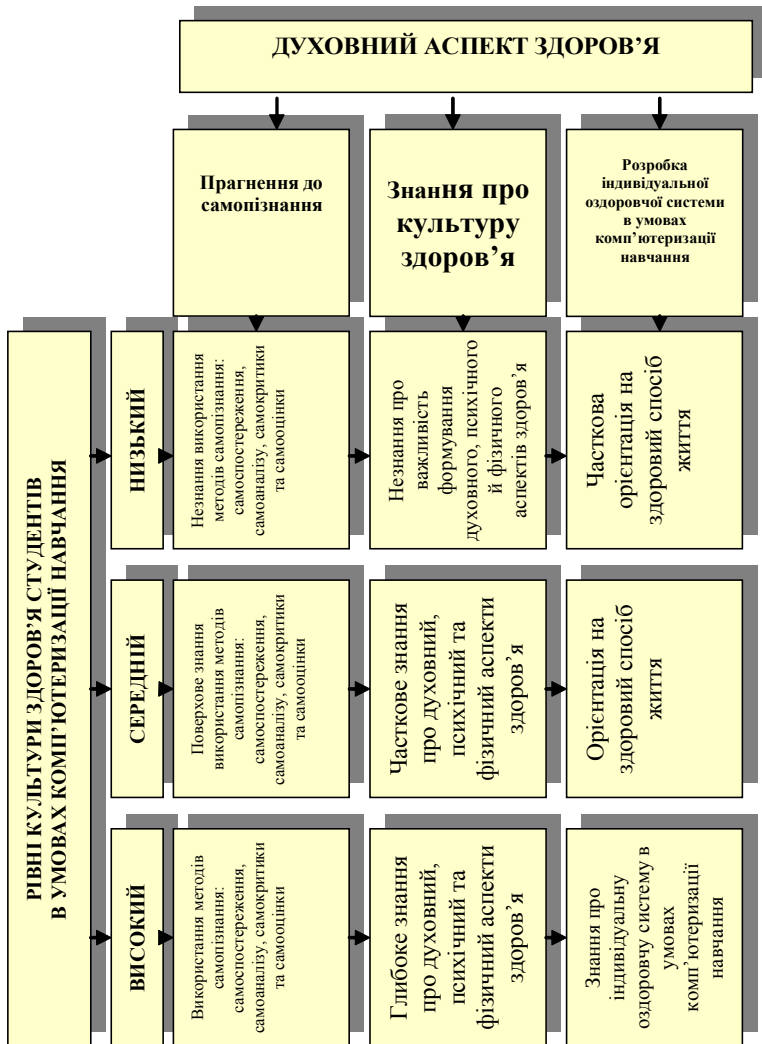 ДУХОВНИЙ АСПЕКТ ЗДОРОВ’Я
Прагнення до
самопізнання
Знання про
культуру
здоров’я
Розробка
індивідуальної
оздоровчої системи
в умовах
комп’ютеризації
навчання
РІВНІ КУЛЬТУРИ ЗДОРОВ’Я СТУДЕНТІВ
В УМОВАХ КОМП’ЮТЕРИЗАЦІЇ НАВЧАННЯ
НИЗЬКИЙ
Незнання використання
методів самопізнання:
самоспостереження,
самоаналізу, самокритики
та самооцінки
Незнання про
важливість
формування
духовного, психічного
й фізичного
аспектів здоров’я
Часткова
орієнтація на
здоровий спосіб
життя
СЕРЕДНІЙ
Поверхове знання
використання методів
самопізнання:
самоспостереження,
самоаналізу, самокритики
та самооцінки
Часткове знання
про духовний,
психічний та
фізичний аспекти
здоров’я
Орієнтація на
здоровий спосіб
життя
ВИСОКИЙ
Використання методів
самопізнання:
самоспостереження,
самоаналізу, самокритики
та самооцінки
Глибоке знання
про духовний,
психічний та
фізичний аспекти
здоров’я
Знання про
індивідуальну
оздоровчу систему в
умовах
комп’ютеризації
навчання